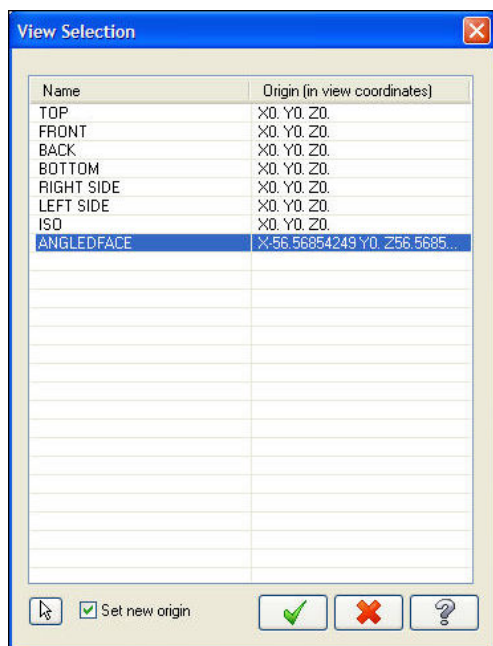 View Selection
Name Origin (in view coordinates)
TOP X0. Y0. Z0.
FRONT X0. Y0. Z0.
BACK X0. Y0. Z0.
BOTTOM X0. Y0. Z0.
RIGHT SIDE X0. Y0. Z0.
LEFT SIDE X0. Y0. Z0.
ISO X0. Y0. Z0.
ANGLEDFACE X-56.56854249 Y0. Z56.5685...
Set new origin